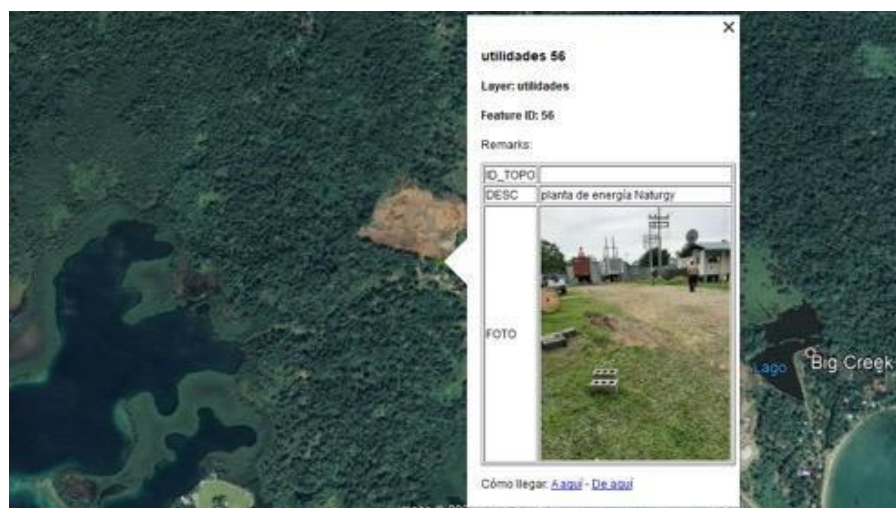 utilidades 56
Layer: utilidades
Feature ID: 56
Remarks:
ID_TOPO
DESC planta de energía Naturgy
FOTO
Cómo llegar: A aquí - De aquí
Lago
Big Creek